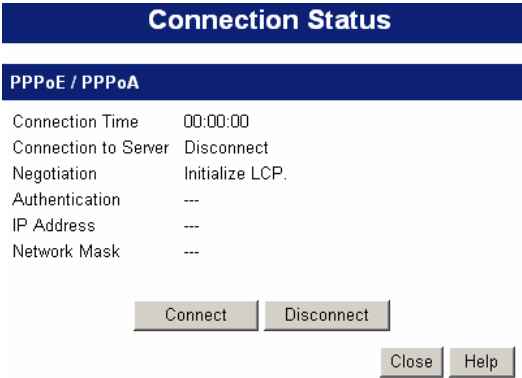 Connection Status
PPPoE / PPPoA
Connection Time 00:00:00
Connection to Server Disconnect
Negotiation Initialize LCP.
Authentication ---
IP Address ---
Network Mask ---
Connect Disconnect
Close Help